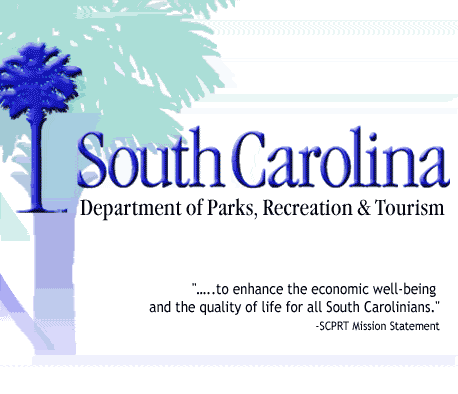 South Carolina
Department of Parks, Recreation & Tourism
"…..to enhance the economic well-being
and the quality of life for all South Carolinians."
-SCPRT Mission Statement